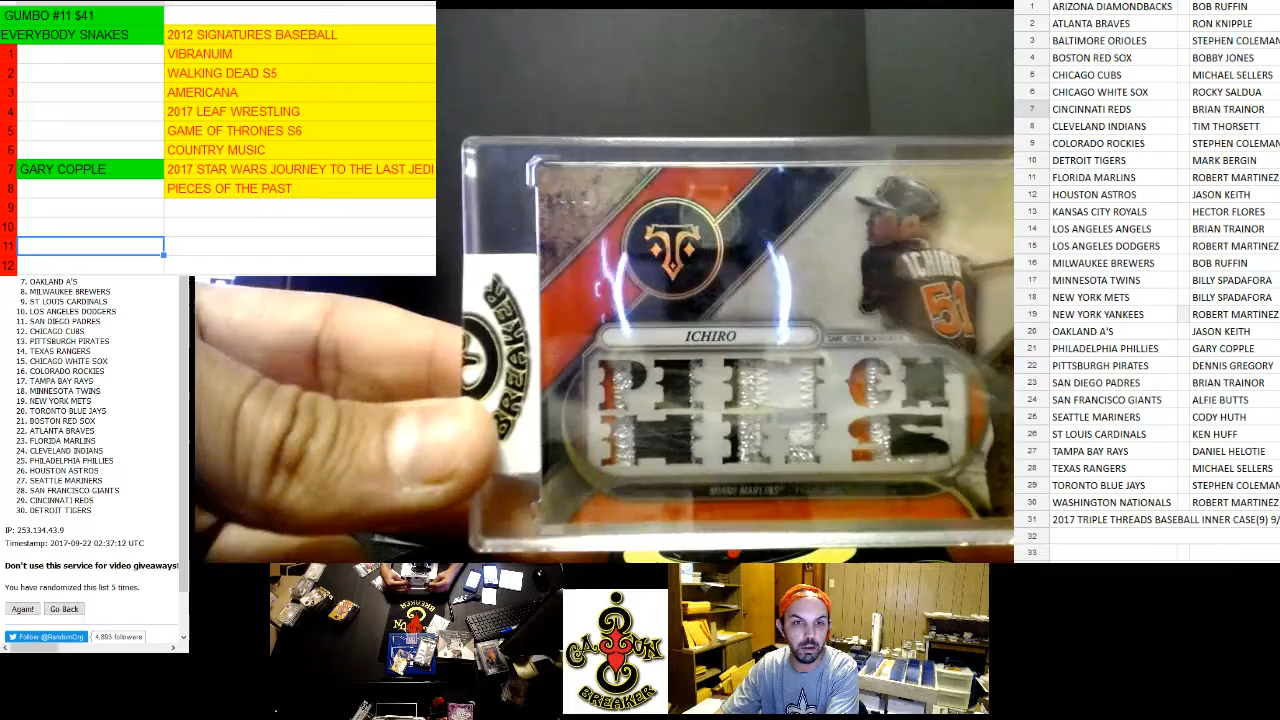 GUMBO #11 $41
EVERYBODY SNAKES
2012 SIGNATURES BASEBALL
1
VIBRANUIM
2
WALKING DEAD S5
3
AMERICANA
4
2017 LEAF WRESTLING
5
GAME OF THRONES S6
6
COUNTRY MUSIC
7 GARY COPPLE
2017 STAR WARS JOURNEY TO THE LAST JEDI
8
PIECES OF THE PAST
9
10
11
12
7. OAKLAND A'S
8. MILWAUKEE BREWERS
9. ST LOUIS CARDINALS
10. LOS ANGELES DODGERS
11. SAN DIEGO PADRES
12. CHICAGO CUBS
13. PITTSBURGH PIRATES
14. TEXAS RANGERS
15. CHICAGO WHITE SOX
16. COLORADO ROCKIES
17. TAMPA BAY RAYS
18. MINNESOTA TWINS
19. NEW YORK METS
20. TORONTO BLUE JAYS
21. BOSTON RED SOX
22. ATLANTA BRAVES
23. FLORIDA MARLINS
24. CLEVELAND INDIANS
25. PHILADELPHIA PHILLIES
26. HOUSTON ASTROS
27. SEATTLE MARINERS
28. SAN FRANCISCO GIANTS
29. CINCINNATI REDS
30. DETROIT TIGERS
IP: 253.134.43.9
Timestamp: 2017-09-22 02:37:12 UTC
Don't use this service for video giveaways!
You have randomized this list 5 times.
Again! Go Back
Follow @RandomOrg 4,893 followers
BREAKER
ICHIRO
51
ICHIRO
MIAMI MARLINS
CAJUN
BREAKER
1 ARIZONA DIAMONDBACKS BOB RUFFIN
2 ATLANTA BRAVES RON KNIPPLE
3 BALTIMORE ORIOLES STEPHEN COLEMAN
4 BOSTON RED SOX BOBBY JONES
5 CHICAGO CUBS MICHAEL SELLERS
6 CHICAGO WHITE SOX ROCKY SALDUA
7 CINCINNATI REDS BRIAN TRAINOR
8 CLEVELAND INDIANS TIM THORSETT
9 COLORADO ROCKIES STEPHEN COLEMAN
10 DETROIT TIGERS MARK BERGIN
11 FLORIDA MARLINS ROBERT MARTINEZ
12 HOUSTON ASTROS JASON KEITH
13 KANSAS CITY ROYALS HECTOR FLORES
14 LOS ANGELES ANGELS BRIAN TRAINOR
15 LOS ANGELES DODGERS ROBERT MARTINEZ
16 MILWAUKEE BREWERS BOB RUFFIN
17 MINNESOTA TWINS BILLY SPADAFORA
18 NEW YORK METS BILLY SPADAFORA
19 NEW YORK YANKEES ROBERT MARTINEZ
20 OAKLAND A'S JASON KEITH
21 PHILADELPHIA PHILLIES GARY COPPLE
22 PITTSBURGH PIRATES DENNIS GREGORY
23 SAN DIEGO PADRES BRIAN TRAINOR
24 SAN FRANCISCO GIANTS ALFIE BUTTS
25 SEATTLE MARINERS CODY HUTH
26 ST LOUIS CARDINALS KEN HUFF
27 TAMPA BAY RAYS DANIEL HELOTIE
28 TEXAS RANGERS MICHAEL SELLERS
29 TORONTO BLUE JAYS STEPHEN COLEMAN
30 WASHINGTON NATIONALS ROBERT MARTINEZ
31 2017 TRIPLE THREADS BASEBALL INNER CASE(9) 9/
32
33